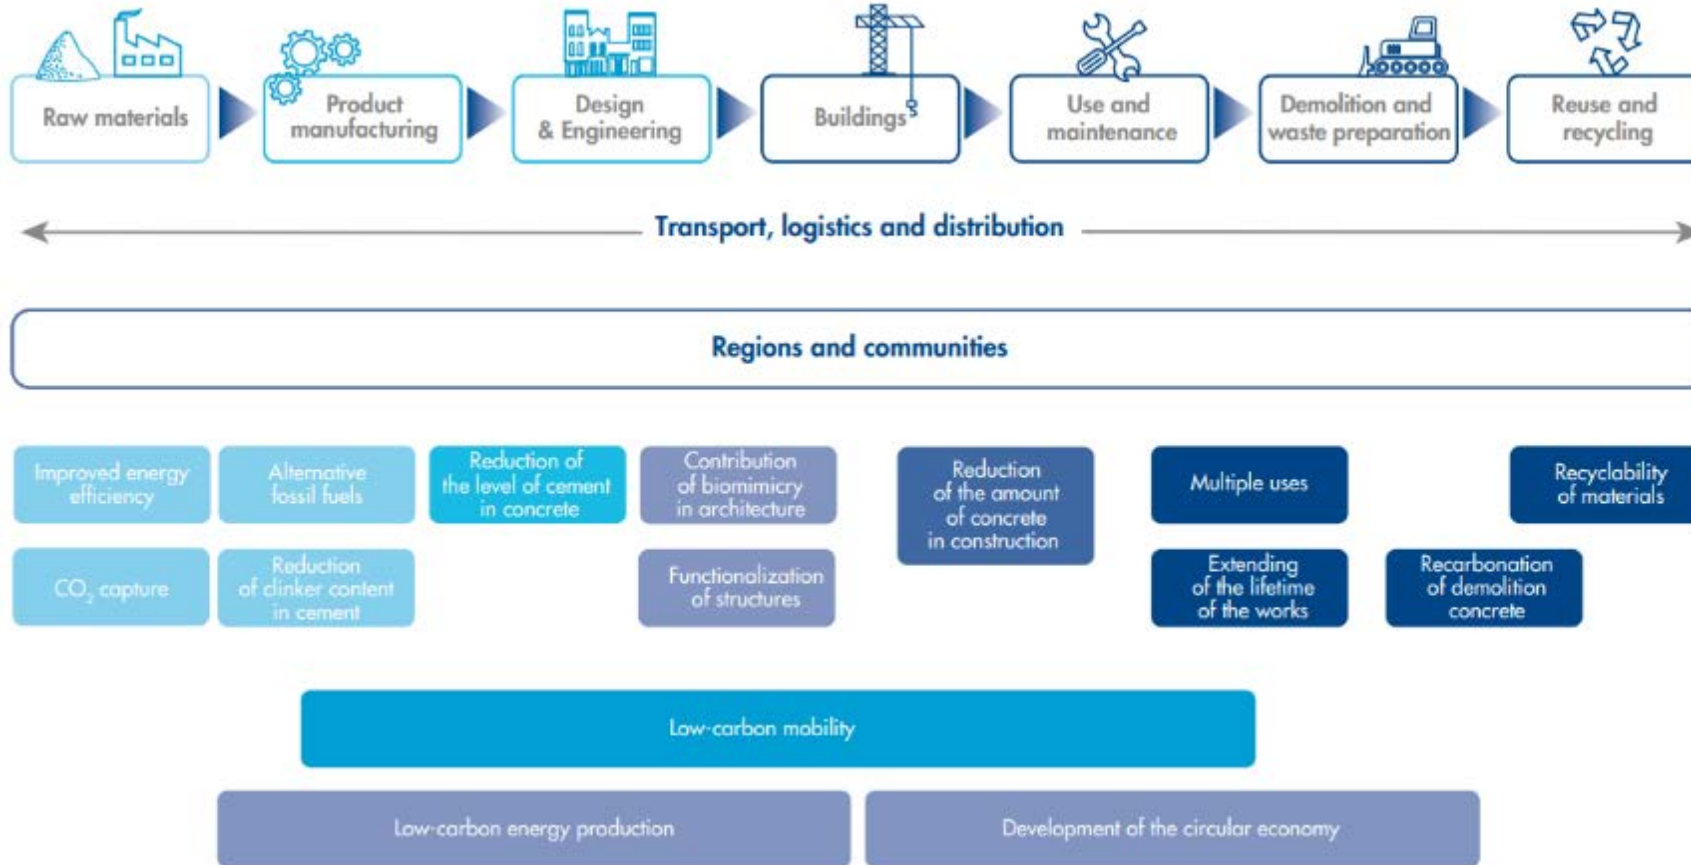 Raw materials
Product
manufacturing
Design
& Engineering
Buildings
Use and
maintenance
Demolition and
waste preparation
Reuse and
recycling
Transport, logistics and distribution
Regions and communities
Improved energy
efficiency
Alternative
fossil fuels
Reduction of
the level of cement
in concrete
Contribution
of biomimicry
in architecture
Reduction
of the amount
of concrete
in construction
Multiple uses
Recyclability
of materials
CO₂ capture
Reduction
of clinker content
in cement
Functionalization
of structures
Extending
of the lifetime
of the works
Recarbonation
of demolition
concrete
Low-carbon mobility
Low-carbon energy production
Development of the circular economy